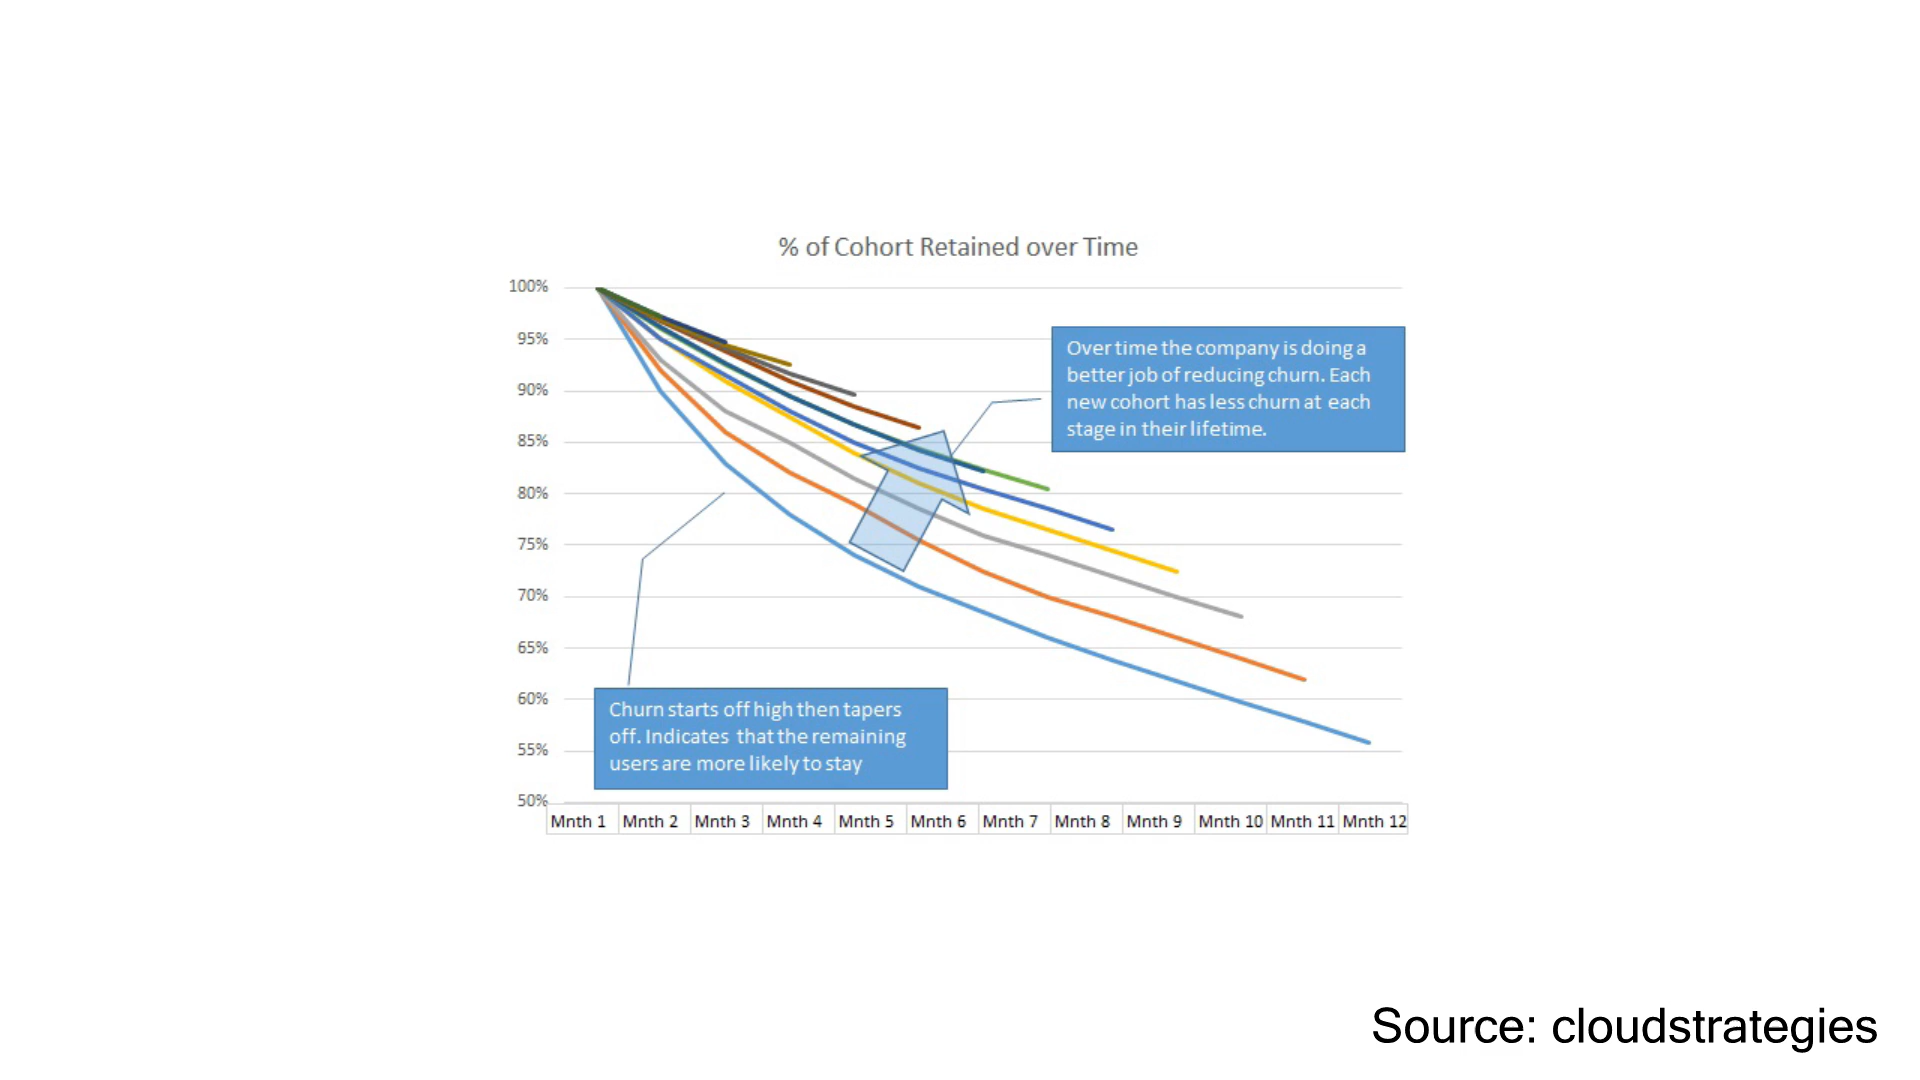 % of Cohort Retained over Time
100%
95%
90%
85%
80%
75%
70%
65%
60%
55%
50%
Over time the company is doing a
better job of reducing churn. Each
new cohort has less churn at each
stage in their lifetime.
Churn starts off high then tapers
off. Indicates that the remaining
users are more likely to stay
Mnth 1 Mnth 2 Mnth 3 Mnth 4 Mnth 5 Mnth 6 Mnth 7 Mnth 8 Mnth 9 Mnth 10 Mnth 11 Mnth 12
Source: cloudstrategies